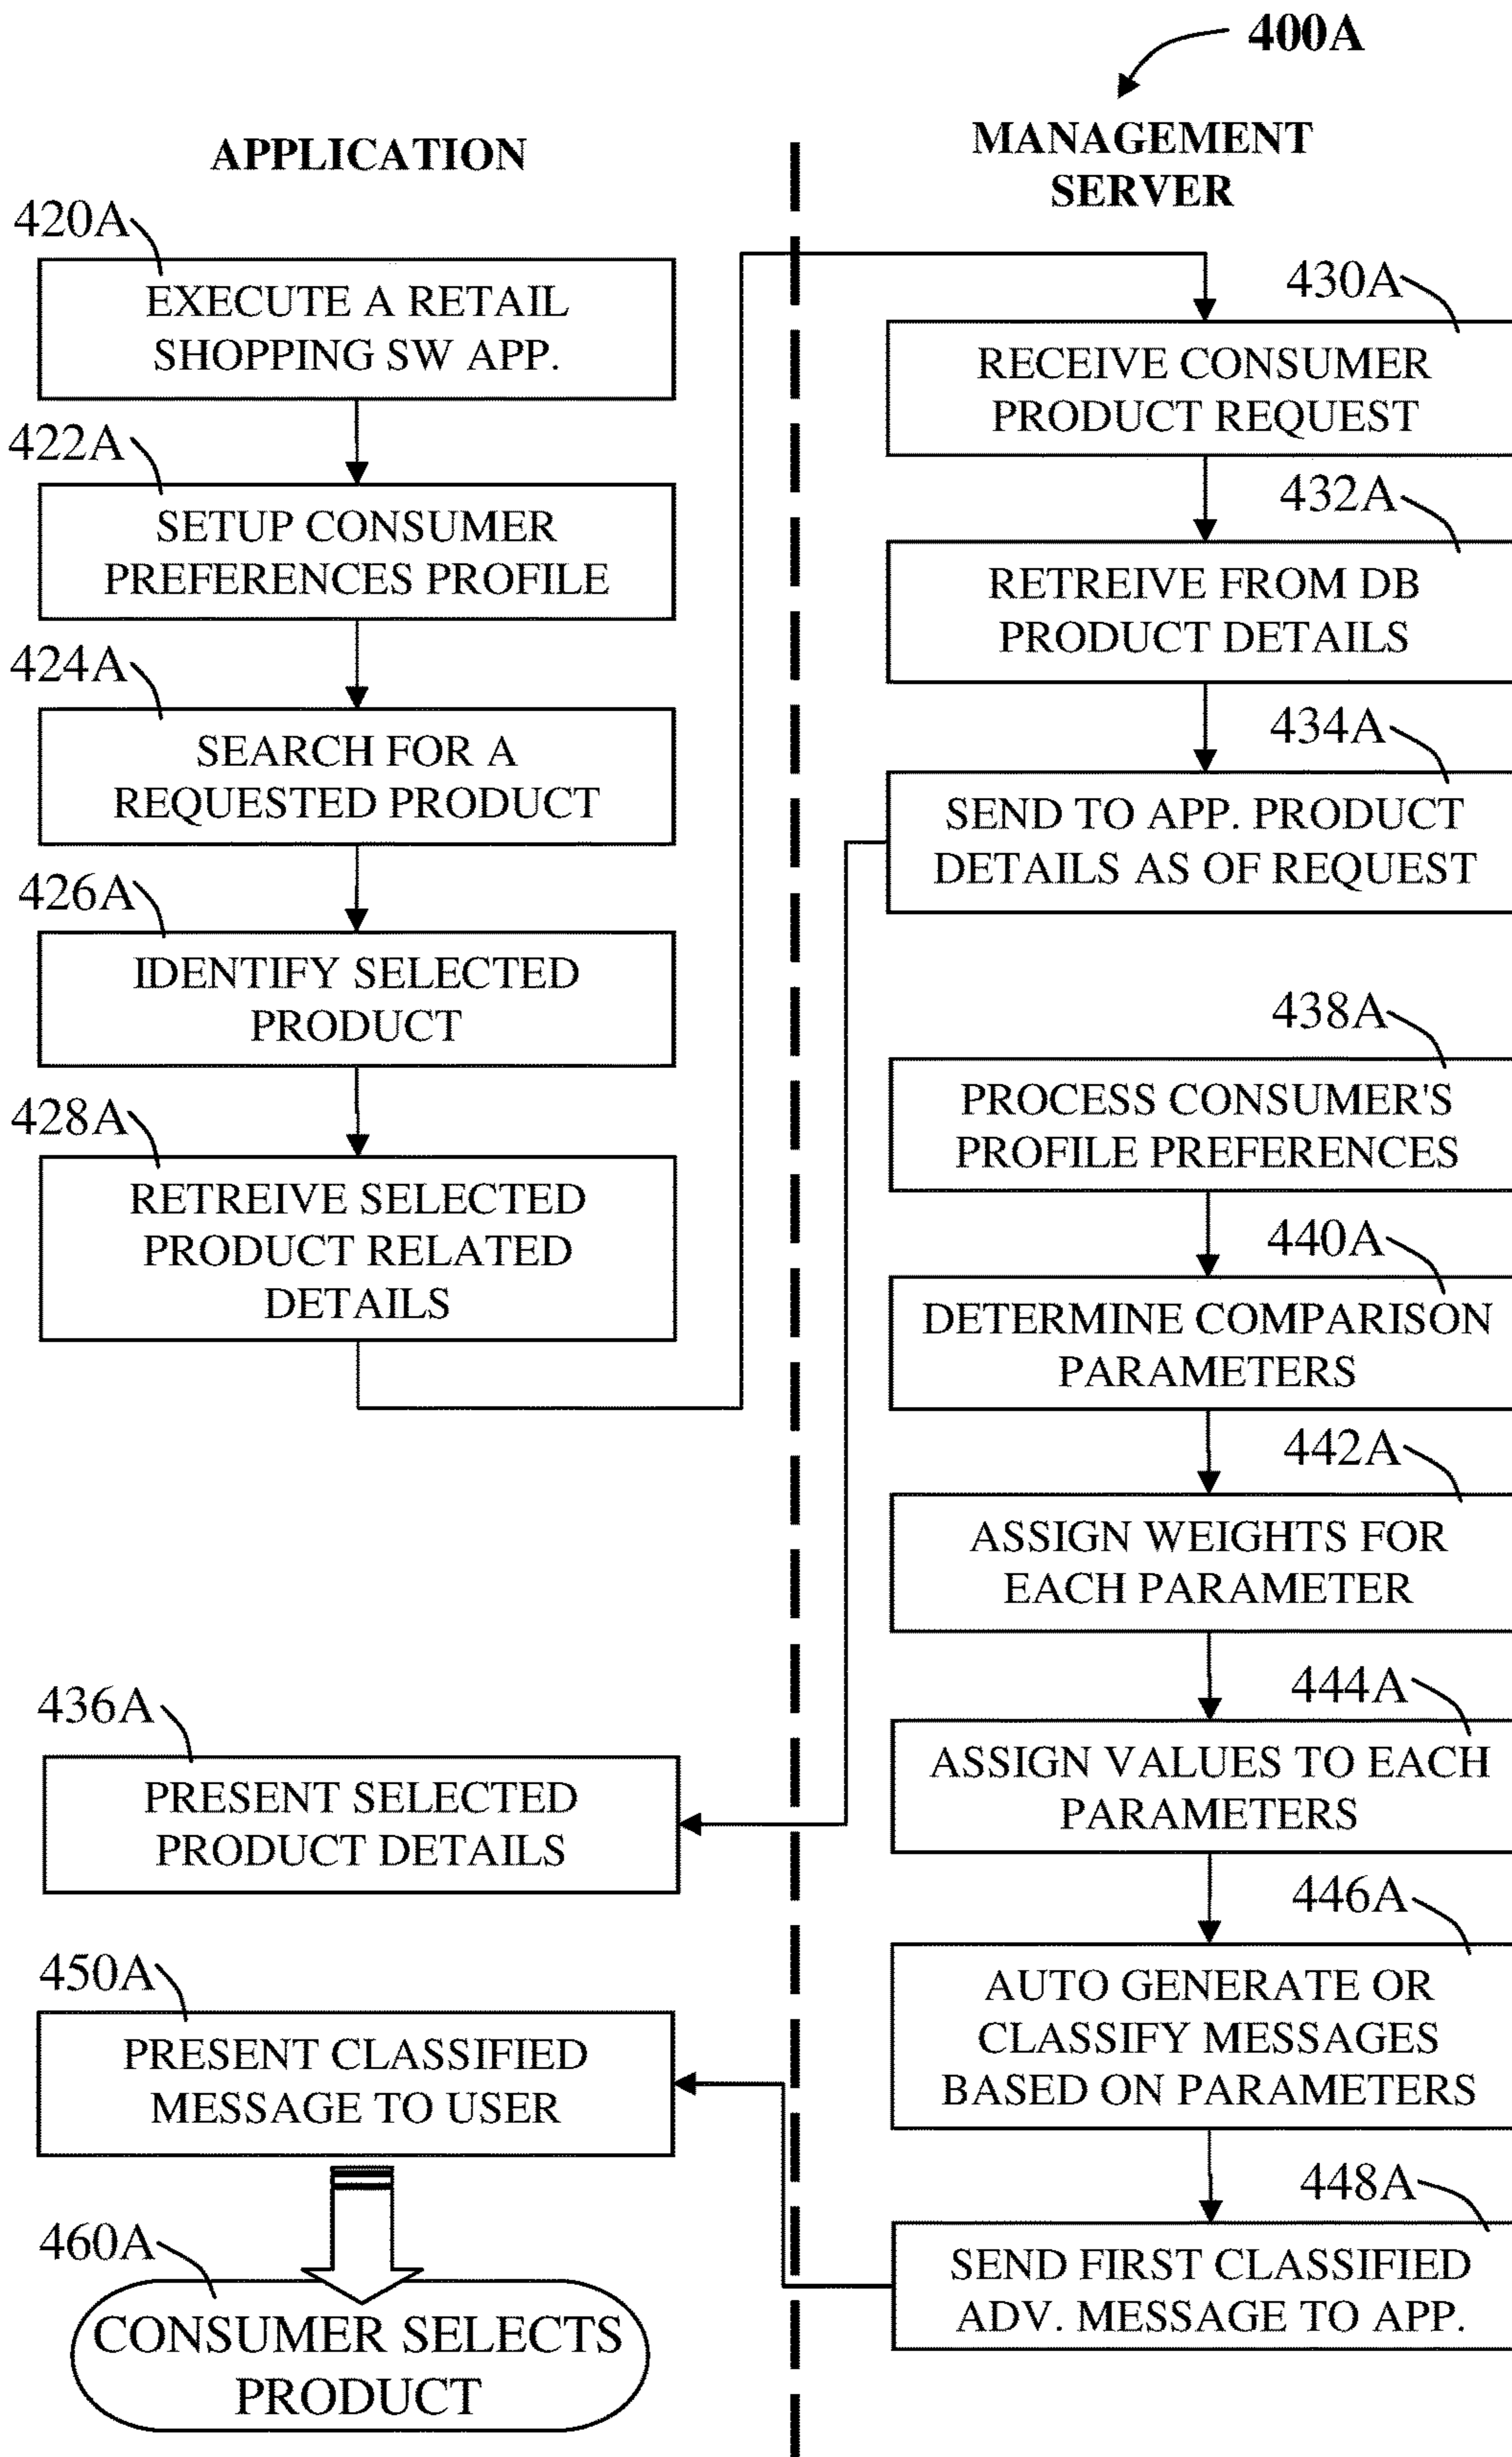 400A
APPLICATION
MANAGEMENT
SERVER
420A
EXECUTE A RETAIL
SHOPPING SW APP.
422A
SETUP CONSUMER
PREFERENCES PROFILE
424A
SEARCH FOR A
REQUESTED PRODUCT
426A
IDENTIFY SELECTED
PRODUCT
428A
RETREIVE SELECTED
PRODUCT RELATED
DETAILS
430A
RECEIVE CONSUMER
PRODUCT REQUEST
432A
RETREIVE FROM DB
PRODUCT DETAILS
434A
SEND TO APP. PRODUCT
DETAILS AS OF REQUEST
436A
PRESENT SELECTED
PRODUCT DETAILS
438A
PROCESS CONSUMER'S
PROFILE PREFERENCES
440A
DETERMINE COMPARISON
PARAMETERS
442A
ASSIGN WEIGHTS FOR
EACH PARAMETER
444A
ASSIGN VALUES TO EACH
PARAMETERS
446A
AUTO GENERATE OR
CLASSIFY MESSAGES
BASED ON PARAMETERS
448A
SEND FIRST CLASSIFIED
ADV. MESSAGE TO APP.
450A
PRESENT CLASSIFIED
MESSAGE TO USER
460A
CONSUMER SELECTS
PRODUCT